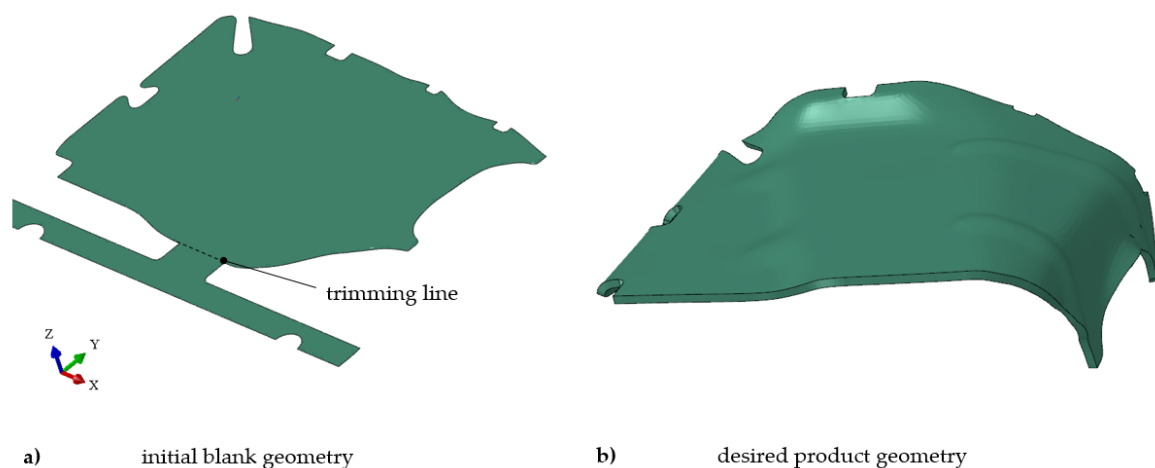 trimming line
Z
Y
X
a) initial blank geometry
b) desired product geometry